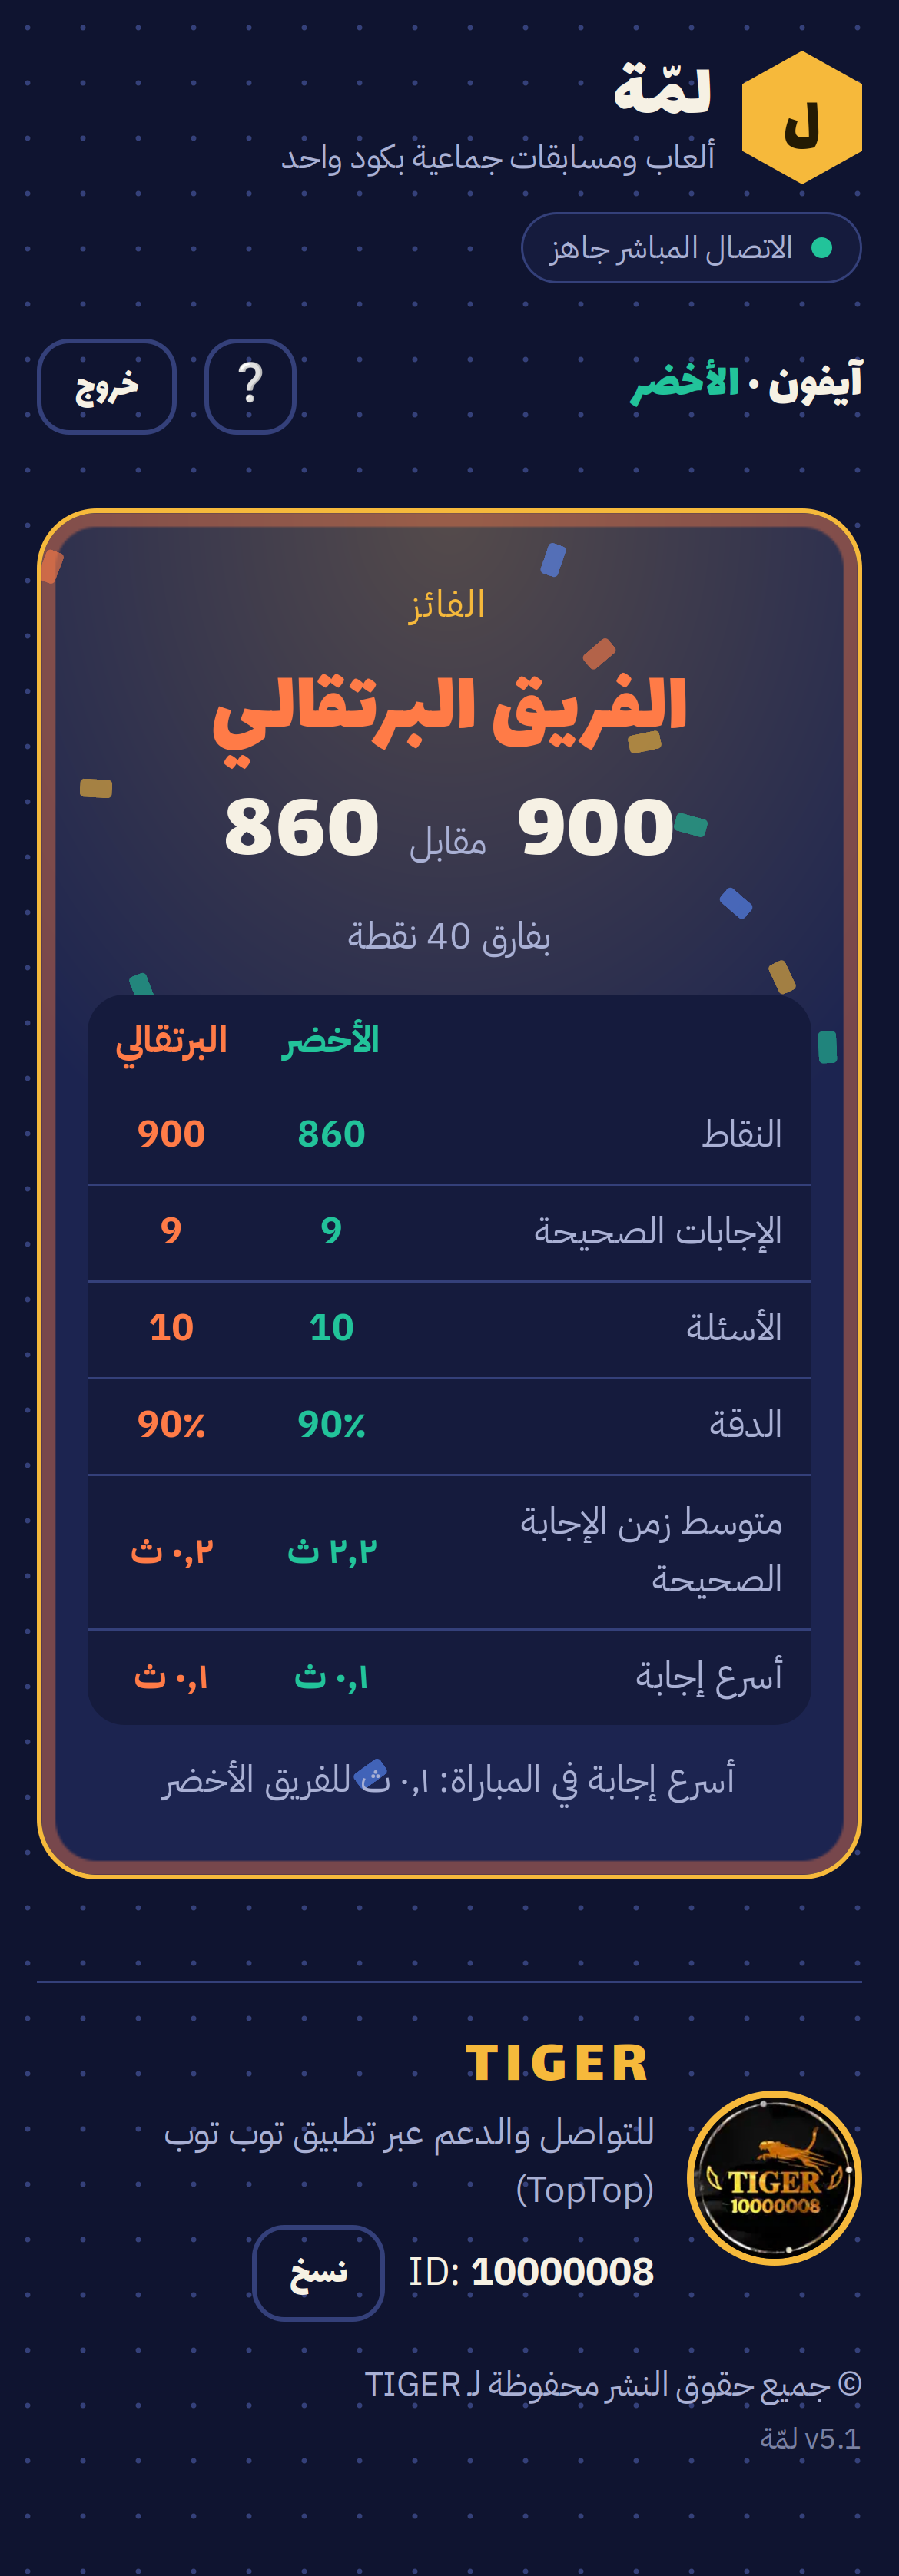 ل
لمّة
ألعاب ومسابقات جماعية بكود واحد
الاتصال المباشر جاهز
آيفون · الأخضر
?
خروج
الفائز
الفريق البرتقالي
900 مقابل 860
بفارق 40 نقطة
الأخضر البرتقالي
النقاط 860 900
الإجابات الصحيحة 9 9
الأسئلة 10 10
الدقة 90٪ 90٪
متوسط زمن الإجابة
الصحيحة
٢,٢ ث ٠,٢ ث
أسرع إجابة ٠,١ ث ٠,١ ث
أسرع إجابة في المباراة: ٠,١ ث للفريق الأخضر
TIGER
للتواصل والدعم عبر تطبيق توب توب
(TopTop)
ID: 10000008
نسخ
TIGER
10000008
© جميع حقوق النشر محفوظة لـ TIGER
لمّة v5.1